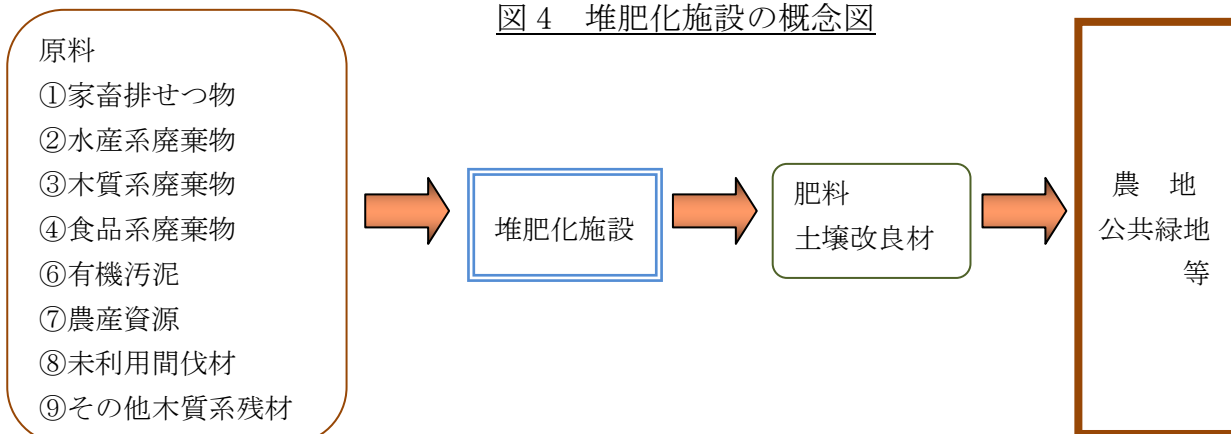 図4　堆肥化施設の概念図
原料
①家畜排せつ物
②水産系廃棄物
③木質系廃棄物
④食品系廃棄物
⑥有機汚泥
⑦農産資源
⑧未利用間伐材
⑨その他木質系残材
堆肥化施設
肥料
土壌改良材
農　地
公共緑地
等